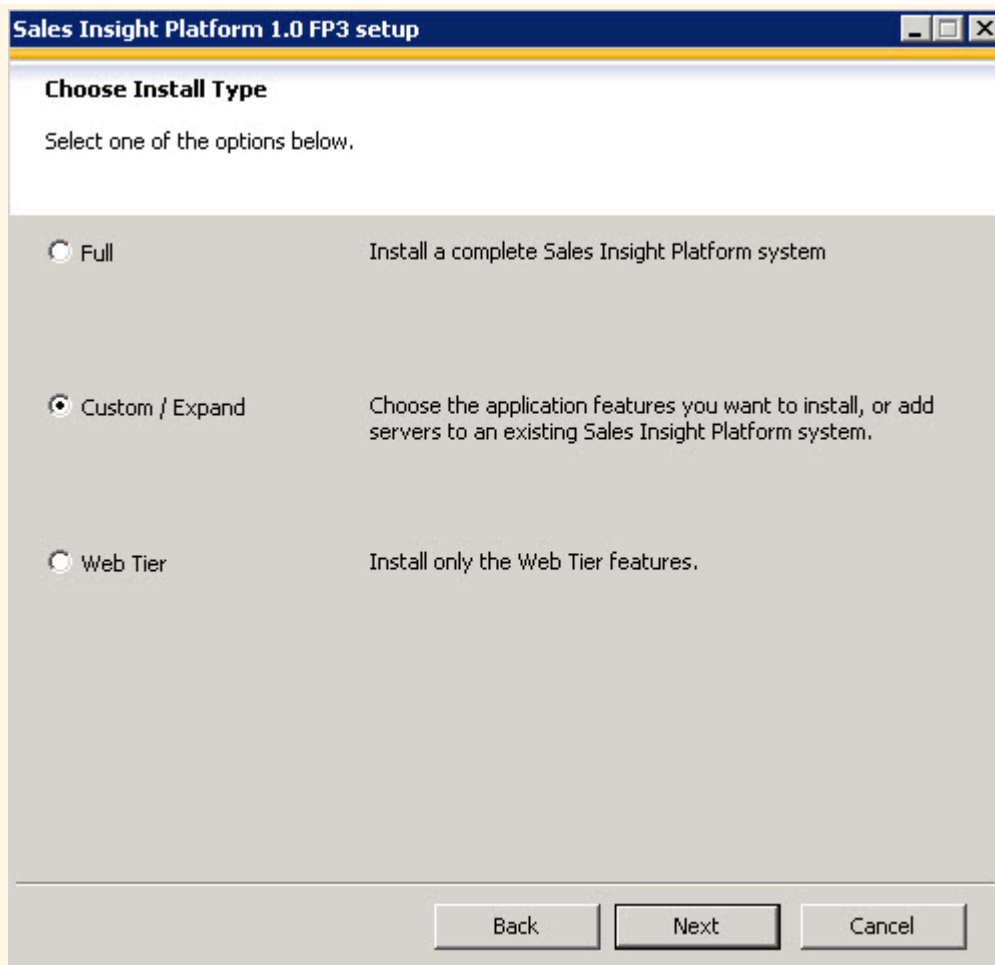 Sales Insight Platform 1.0 FP3 setup
Choose Install Type
Select one of the options below.
Full
Install a complete Sales Insight Platform system
Custom / Expand
Choose the application features you want to install, or add
servers to an existing Sales Insight Platform system.
Web Tier
Install only the Web Tier features.
Back
Next
Cancel